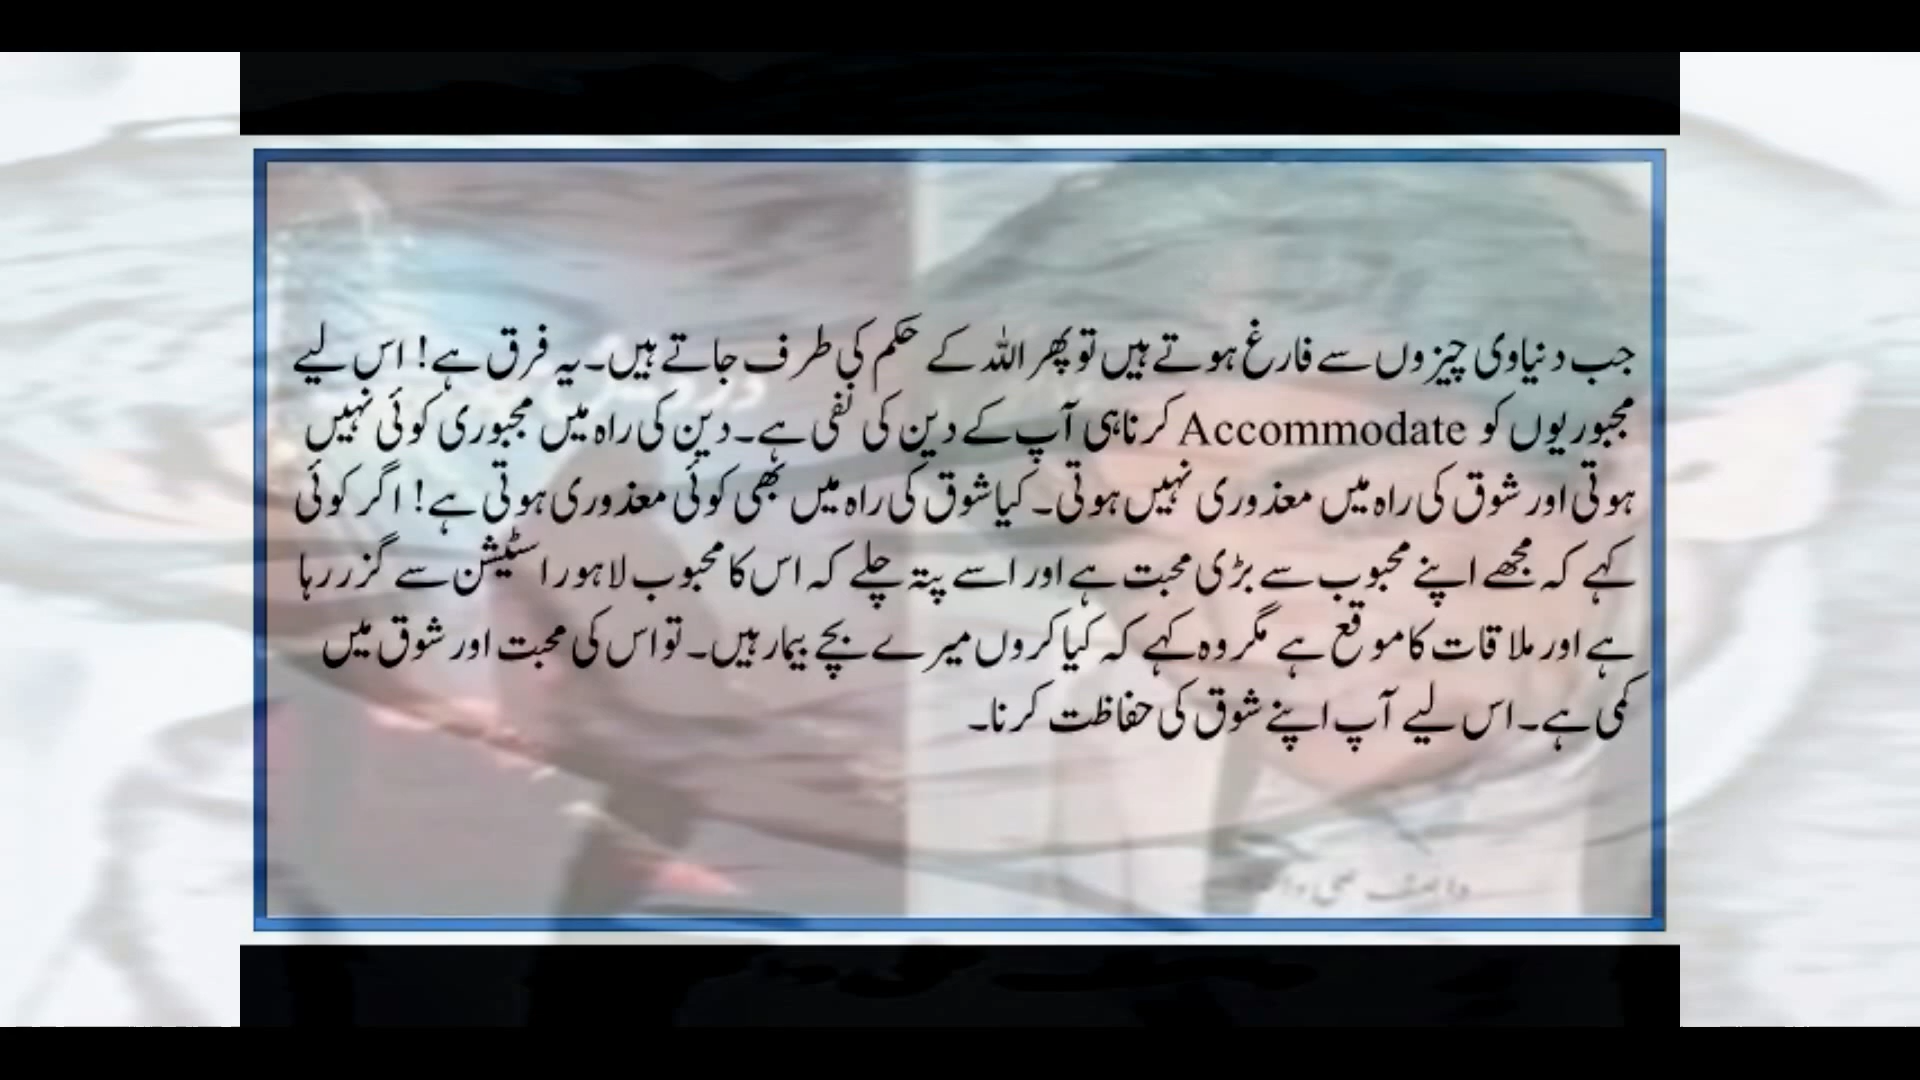 جب دنیاوی چیزوں سے فارغ ہوتے ہیں تو پھر اللہ کے حکم کی طرف جاتے ہیں۔ یہ فرق ہے! اس لیے
مجبوریوں کو Accommodate کرنا ہی آپ کے دین کی نفی ہے۔ دین کی راہ میں مجبوری کوئی نہیں
ہوتی اور شوق کی راہ میں معذوری نہیں ہوتی۔ کیا شوق کی راہ میں بھی کوئی معذوری ہوتی ہے! اگر کوئی
کہے کہ مجھے اپنے محبوب سے بڑی محبت ہے اور اسے پتہ چلے کہ اس کا محبوب لاہور اسٹیشن سے گزر رہا
ہے اور ملاقات کا موقع ہے مگر وہ کہے کہ کیا کروں میرے بچے بیمار ہیں۔ تو اس کی محبت اور شوق میں
کمی ہے۔ اس لیے آپ اپنے شوق کی حفاظت کرنا۔